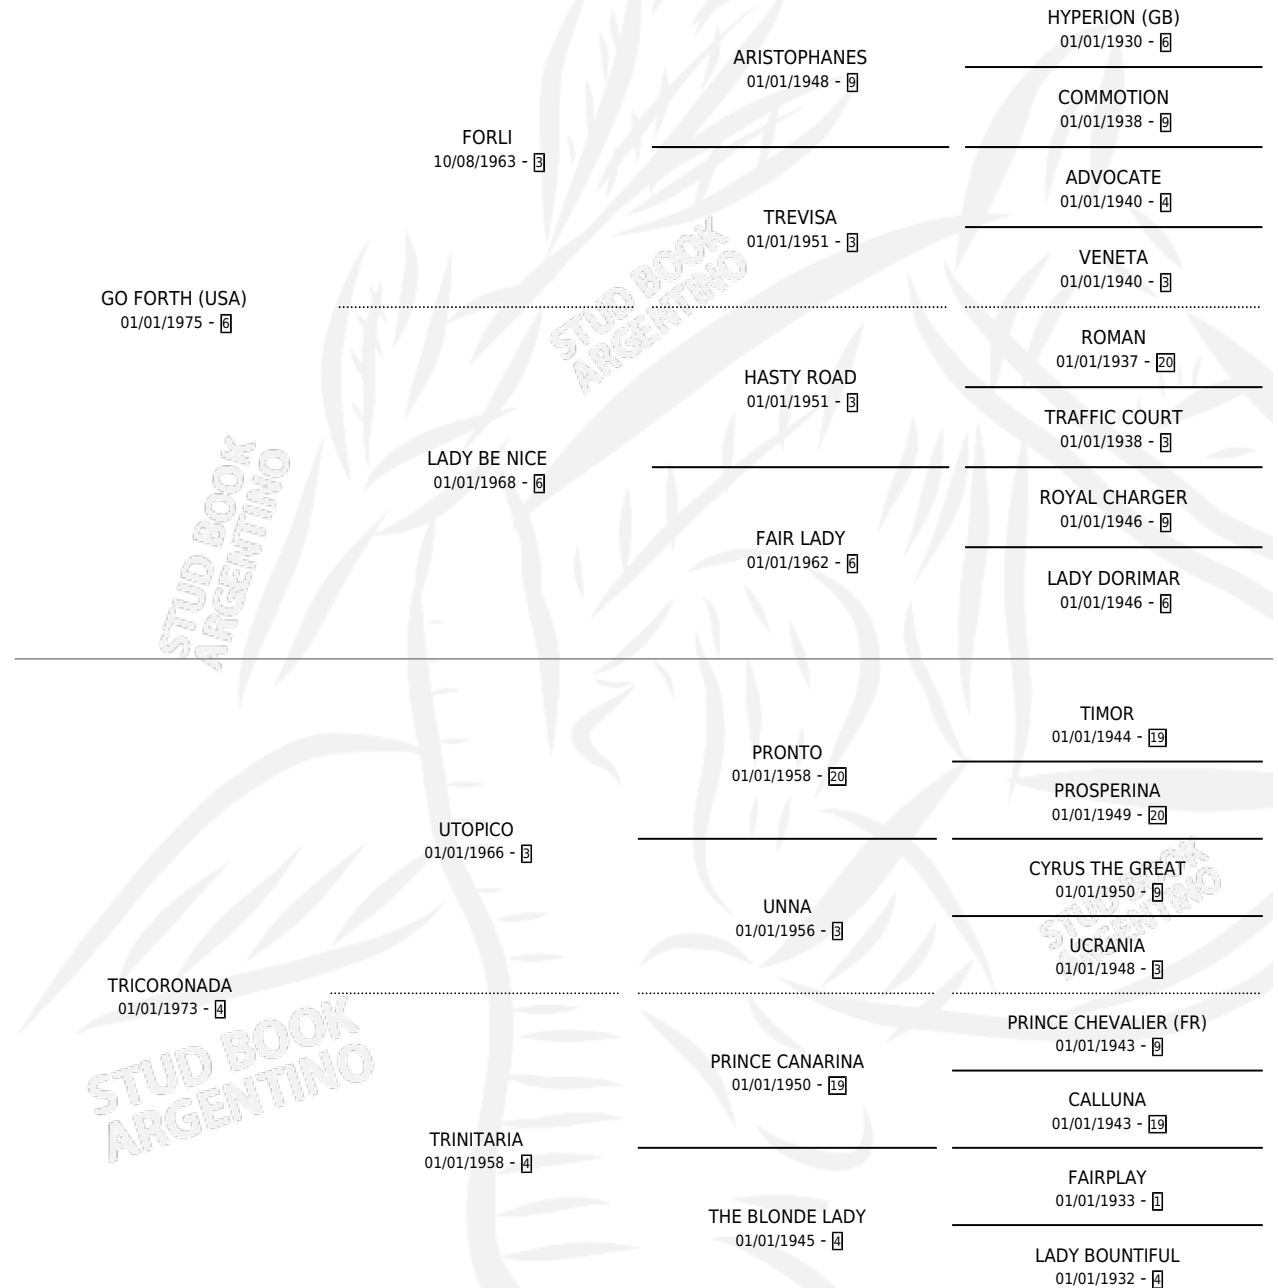 HYPERION (GB)
01/01/1930 - 6
ARISTOPHANES
01/01/1948 - 9
COMMOTION
01/01/1938 - 9
FORLI
10/08/1963 - 3
ADVOCATE
01/01/1940 - 4
TREVISA
01/01/1951 - 3
VENETA
01/01/1940 - 3
STUD BOOK
ARGENTINO
GO FORTH (USA)
01/01/1975 - 6
ROMAN
01/01/1937 - 20
HASTY ROAD
01/01/1951 - 3
TRAFFIC COURT
01/01/1938 - 3
LADY BE NICE
01/01/1968 - 6
ROYAL CHARGER
01/01/1946 - 9
FAIR LADY
01/01/1962 - 6
LADY DORIMAR
01/01/1946 - 6
STUD BOOK
ARGENTINO
TIMOR
01/01/1944 - 19
PRONTO
01/01/1958 - 20
PROSPERINA
01/01/1949 - 20
UTOPICO
01/01/1966 - 3
CYRUS THE GREAT
01/01/1950 - 9
UNNA
01/01/1956 - 3
UCRANIA
01/01/1948 - 3
STUD BOOK
ARGENTINO
TRICORONADA
01/01/1973 - 4
PRINCE CHEVALIER (FR)
01/01/1943 - 9
PRINCE CANARINA
01/01/1950 - 19
CALLUNA
01/01/1943 - 19
STUD BOOK
ARGENTINO
TRINITARIA
01/01/1958 - 4
FAIRPLAY
01/01/1933 - 1
THE BLONDE LADY
01/01/1945 - 4
LADY BOUNTIFUL
01/01/1932 - 4